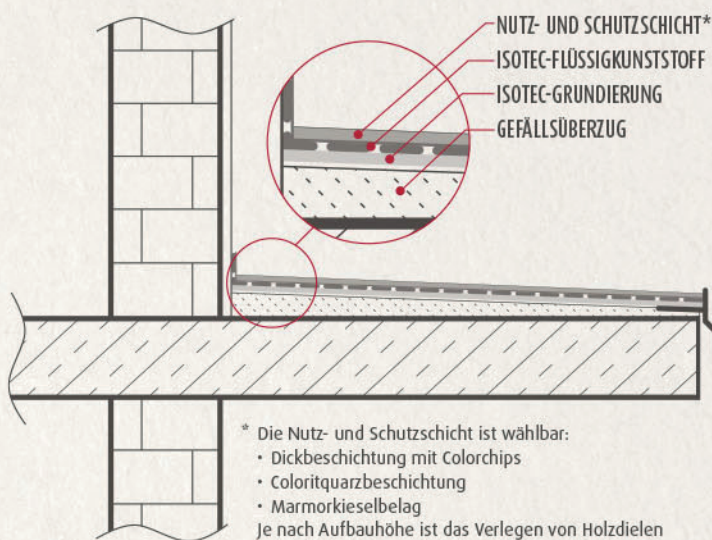 NUTZ- UND SCHUTZSCHICHT*
ISOTEC-FLÜSSIGKUNSTSTOFF
ISOTEC-GRUNDIERUNG
GEFÄLLSÜBERZUG
* Die Nutz- und Schutzschicht ist wählbar:
• Dickbeschichtung mit Colorchips
• Coloritquarzbeschichtung
• Marmorkieselbelag
Je nach Aufbauhöhe ist das Verlegen von Holzdielen